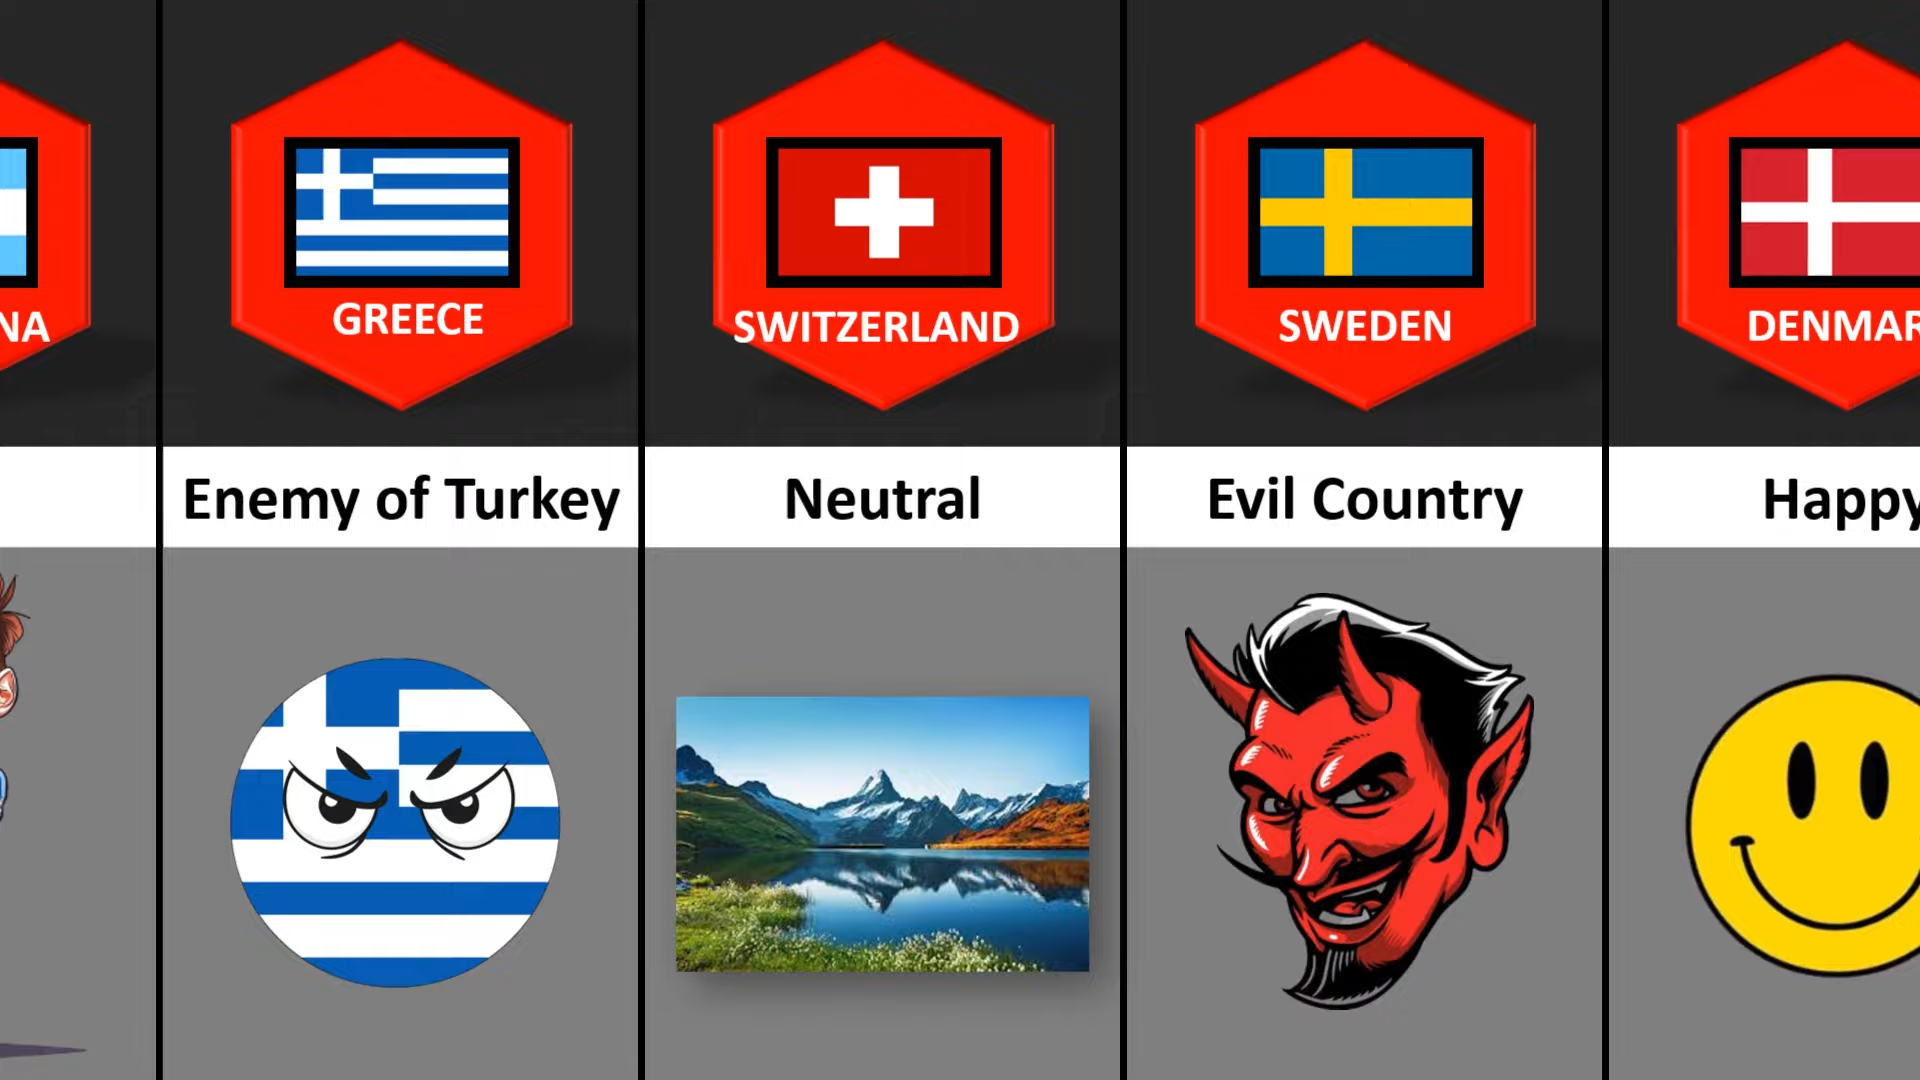 NA
GREECE
SWITZERLAND
SWEDEN
DENMAR
Enemy of Turkey
Neutral
Evil Country
Happy